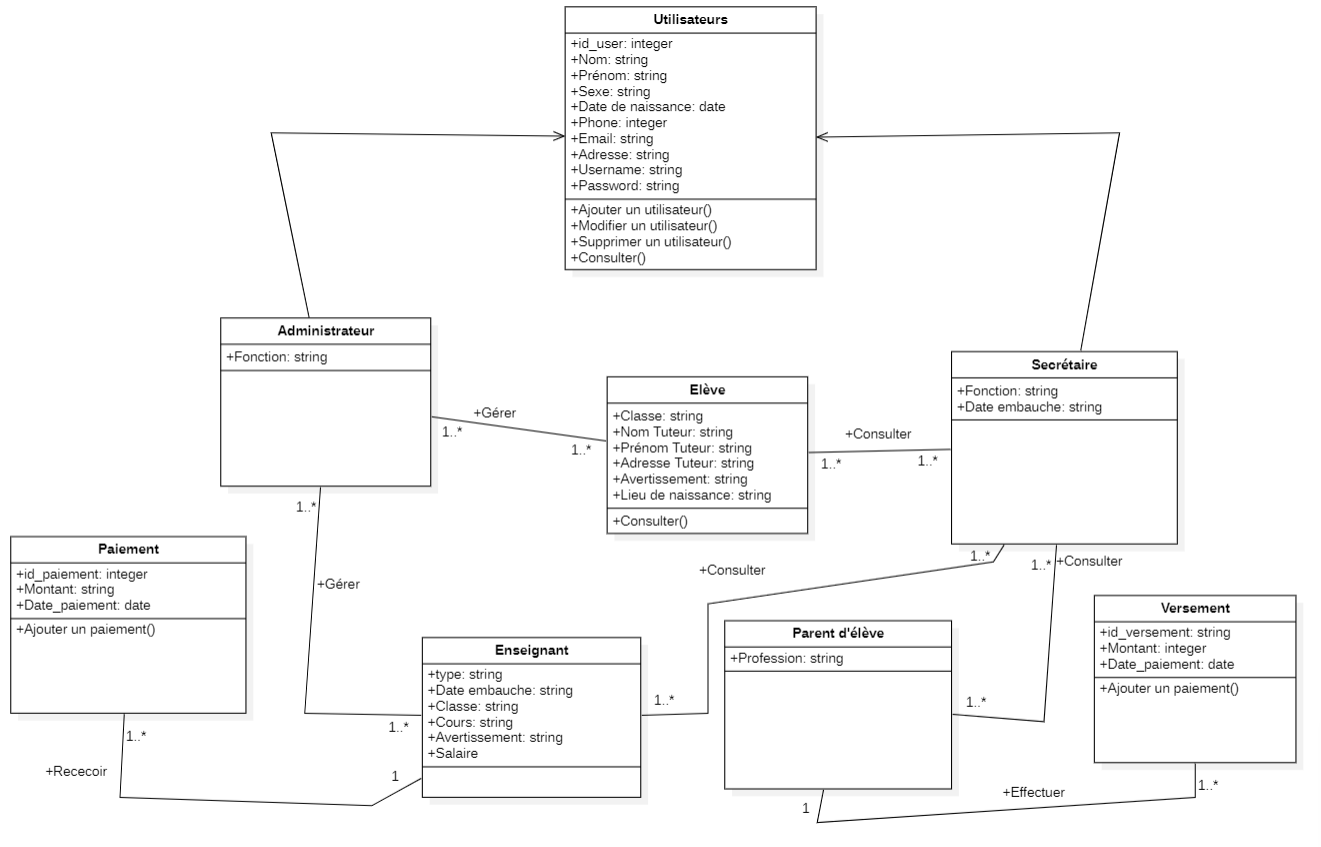 Utilisateurs
+id_user: integer
+Nom: string
+Prénom: string
+Sexe: string
+Date de naissance: date
+Phone: integer
+Email: string
+Adresse: string
+Username: string
+Password: string
+Ajouter un utilisateur()
+Modifier un utilisateur()
+Supprimer un utilisateur()
+Consulter()
Administrateur
+Fonction: string
+Gérer
1..*
1..*
Elève
+Classe: string
+Nom Tuteur: string
+Prénom Tuteur: string
+Adresse Tuteur: string
+Avertissement: string
+Lieu de naissance: string
+Consulter()
+Consulter
1..*
1..*
Secrétaire
+Fonction: string
+Date embauche: string
1..*
+Gérer
1..*
Paiement
+id_paiement: integer
+Montant: string
+Date_paiement: date
+Ajouter un paiement()
1..*
+Rececoir
1
Enseignant
+type: string
+Date embauche: string
+Classe: string
+Cours: string
+Avertissement: string
+Salaire
1..*
+Consulter
1..*
1..*
+Consulter
1..*
Parent d'élève
+Profession: string
1
+Effectuer
1..*
Versement
+id_versement: string
+Montant: integer
+Date_paiement: date
+Ajouter un paiement()